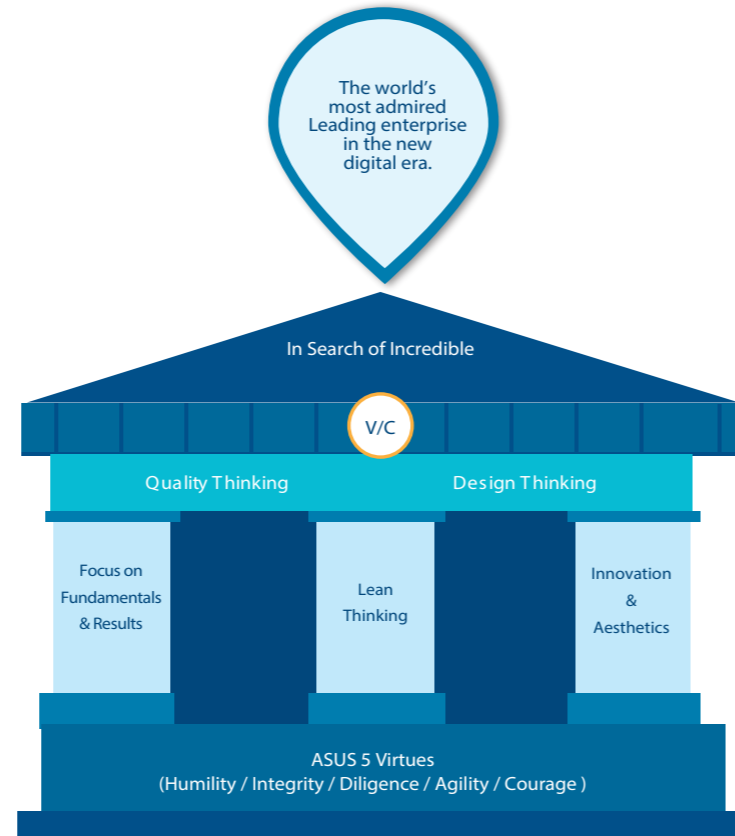 The world's
most admired
Leading enterprise
in the new
digital era.
In Search of Incredible
V/C
Quality Thinking
Design Thinking
Focus on
Fundamentals
& Results
Lean
Thinking
Innovation
&
Aesthetics
ASUS 5 Virtues
(Humility / Integrity / Diligence / Agility / Courage )